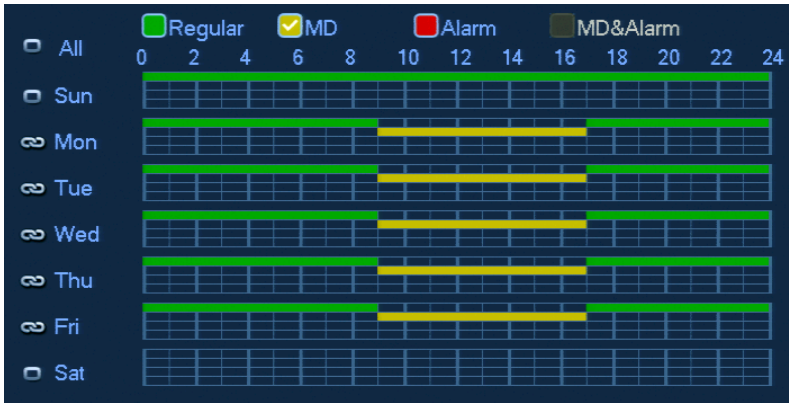 Regular MD Alarm MD&Alarm
All
0 2 4 6 8 10 12 14 16 18 20 22 24
Sun
Mon
Tue
Wed
Thu
Fri
Sat